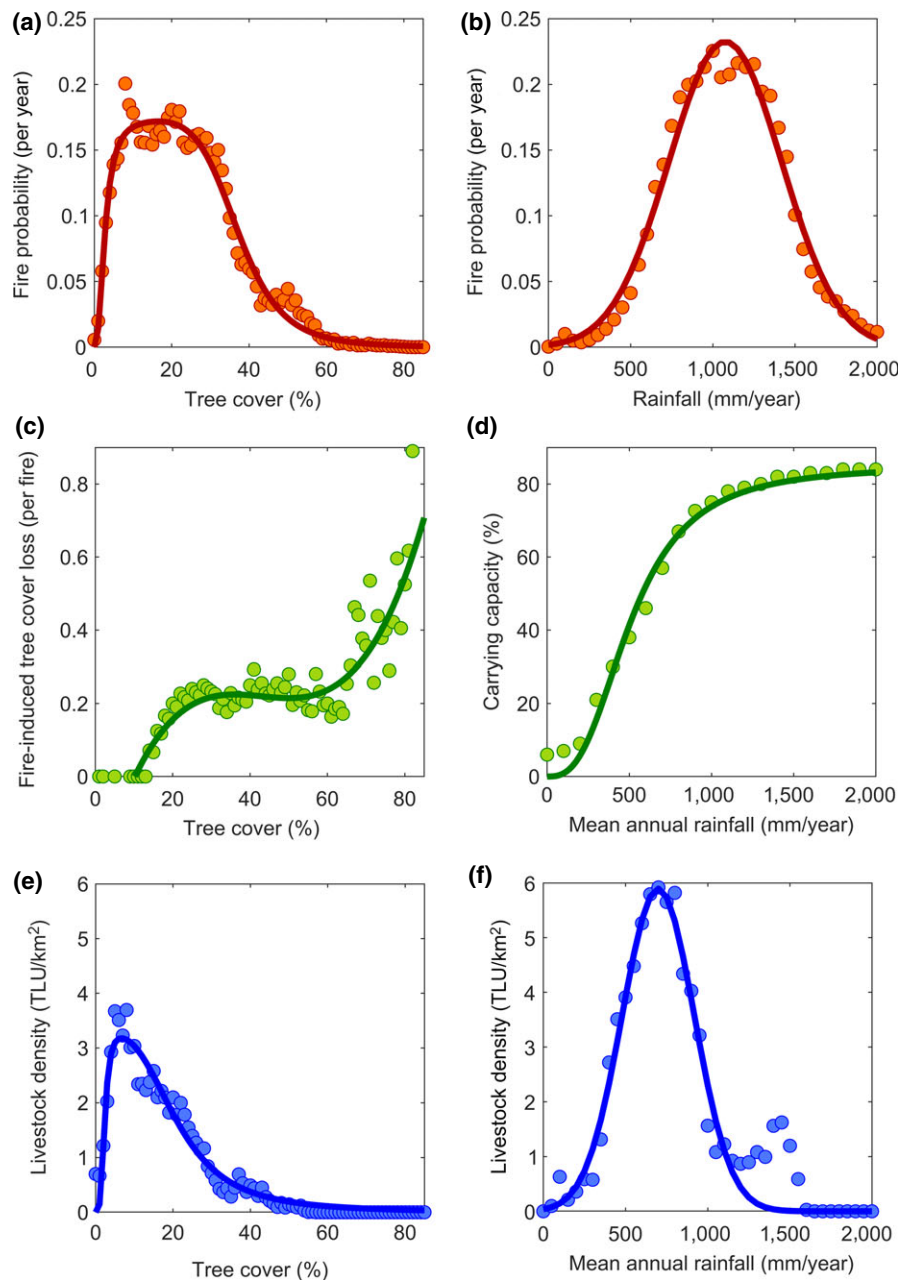 (a)
0.25
0.2
0.15
0.1
0.05
0
Fire probability (per year)
0 20 40 60 80
Tree cover (%)
(b)
0.25
0.2
0.15
0.1
0.05
0
Fire probability (per year)
0 500 1,000 1,500 2,000
Rainfall (mm/year)
(c)
0.8
0.6
0.4
0.2
0
Fire-induced tree cover loss (per fire)
0 20 40 60 80
Tree cover (%)
(d)
80
60
40
20
0
Carrying capacity (%)
0 500 1,000 1,500 2,000
Mean annual rainfall (mm/year)
(e)
6
5
4
3
2
1
0
Livestock density (TLU/km²)
0 20 40 60 80
Tree cover (%)
(f)
6
5
4
3
2
1
0
Livestock density (TLU/km²)
0 500 1,000 1,500 2,000
Mean annual rainfall (mm/year)